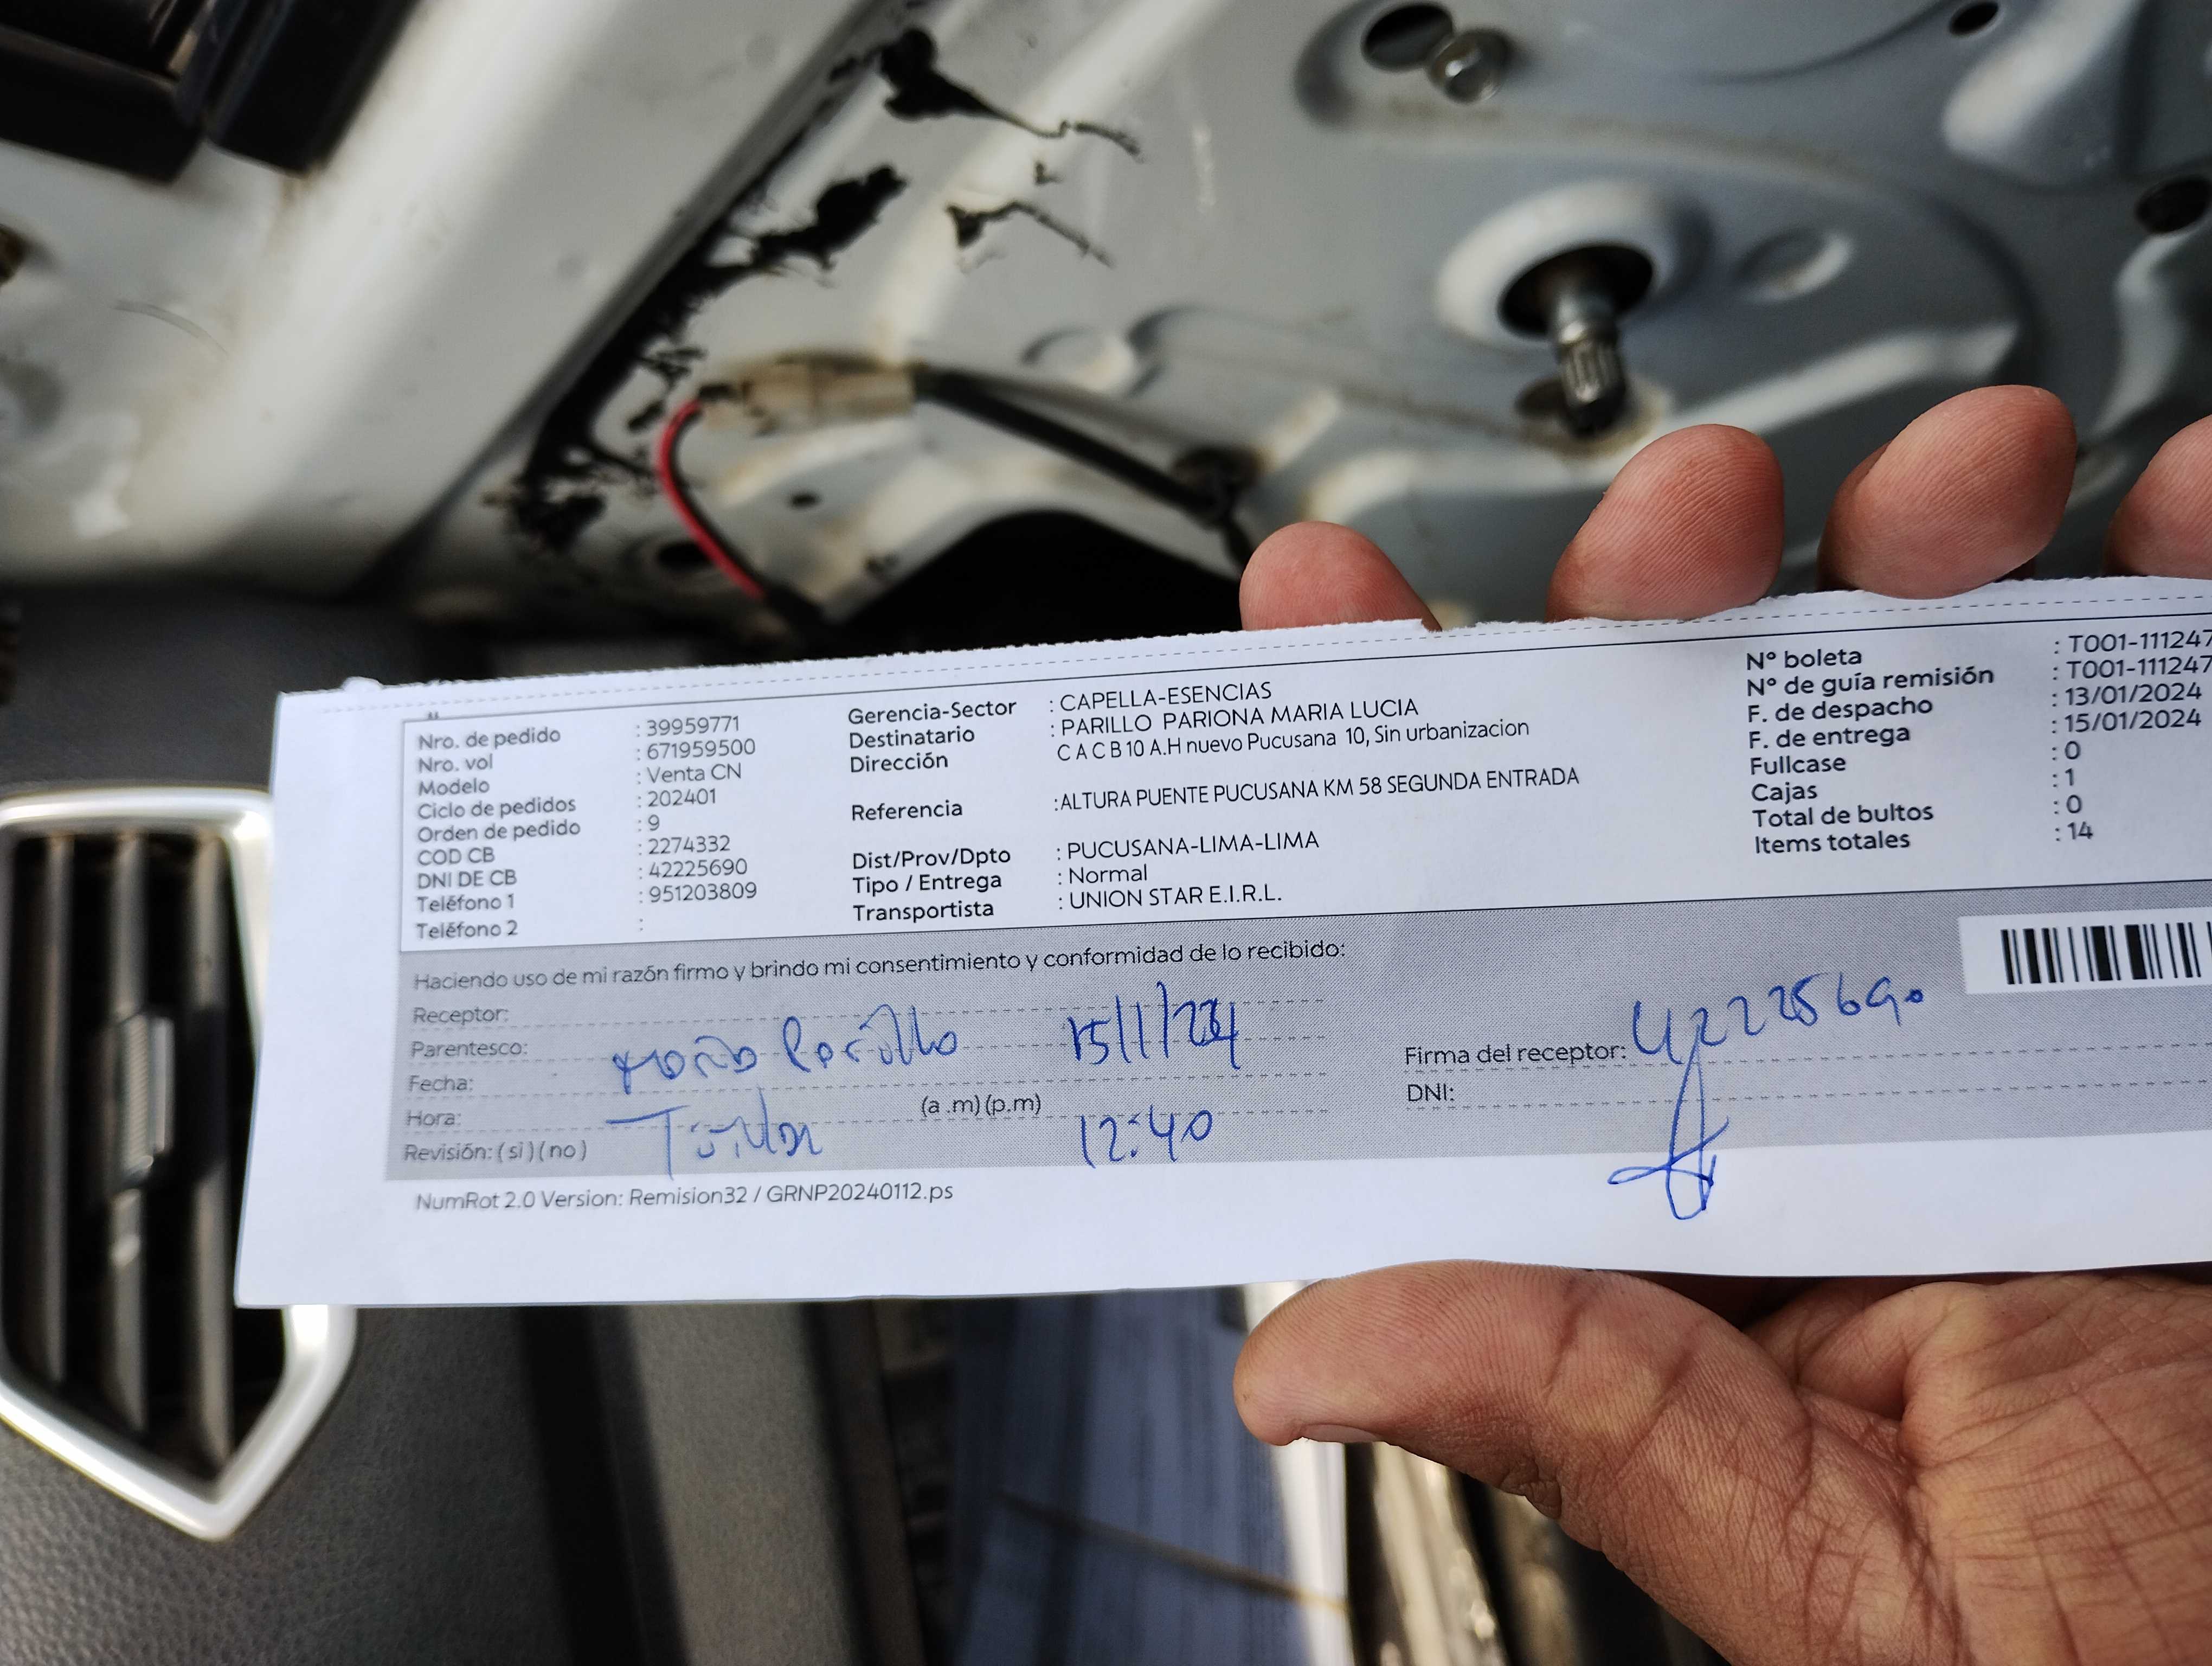 Nro. de pedido : 39959771
Nro. vol : 671959500
Modelo : Venta CN
Ciclo de pedidos : 202401
Orden de pedido : 9
COD CB : 2274332
DNI DE CB : 42225690
Teléfono 1 : 951203809
Teléfono 2 :
Gerencia-Sector : CAPELLA-ESENCIAS
Destinatario : PARILLO PARIONA MARIA LUCIA
Dirección C A C B 10 A.H nuevo Pucusana 10, Sin urbanizacion
Referencia : ALTURA PUENTE PUCUSANA KM 58 SEGUNDA ENTRADA
Dist/Prov/Dpto : PUCUSANA-LIMA-LIMA
Tipo / Entrega : Normal
Transportista : UNION STAR E.I.R.L.
N° boleta : T001-111247
N° de guía remisión : T001-111247
F. de despacho : 13/01/2024
F. de entrega : 15/01/2024
Fullcase : 0
Cajas : 1
Total de bultos : 0
Items totales : 14
Haciendo uso de mi razón firmo y brindo mi consentimiento y conformidad de lo recibido:
Receptor:
Parentesco: Parillo 15/1/24
Fecha:
Hora: (a .m)(p.m)
Revisión: (si)(no) 12:40
Firma del receptor: 42225690
DNI:
NumRot 2.0 Version: Remision32 / GRNP20240112.ps